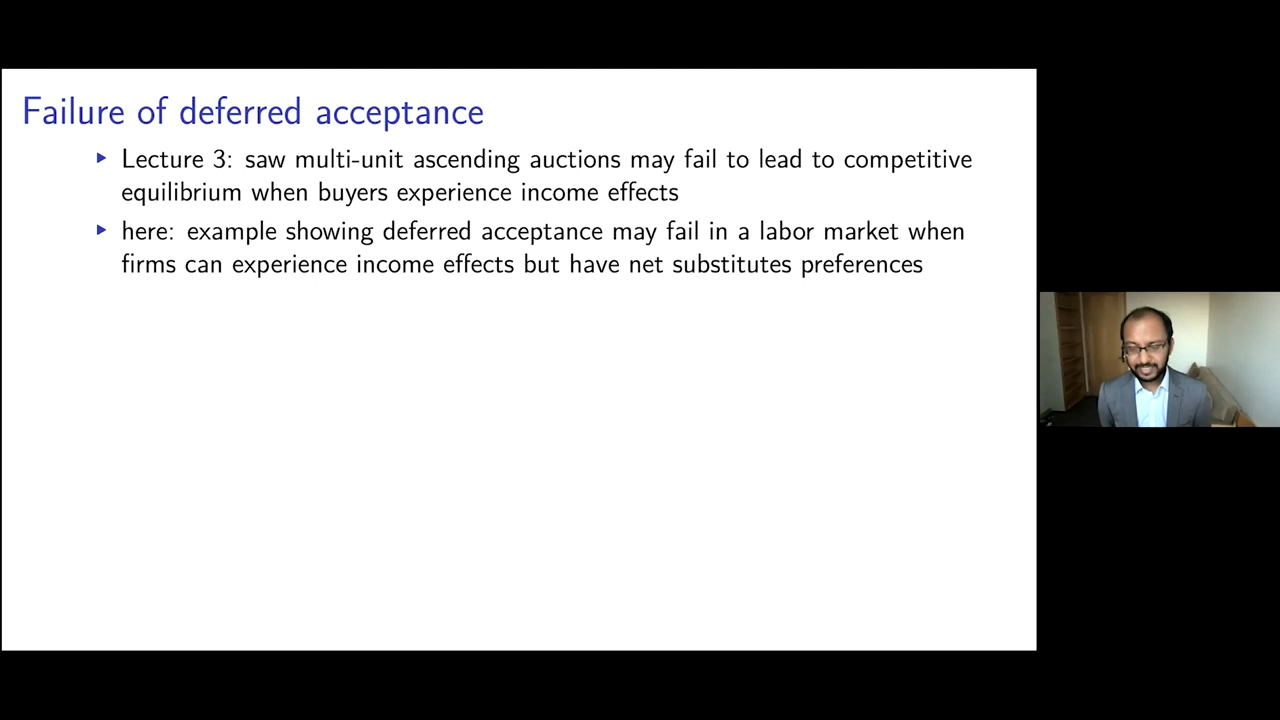 Failure of deferred acceptance
▶ Lecture 3: saw multi-unit ascending auctions may fail to lead to competitive
equilibrium when buyers experience income effects
▶ here: example showing deferred acceptance may fail in a labor market when
firms can experience income effects but have net substitutes preferences